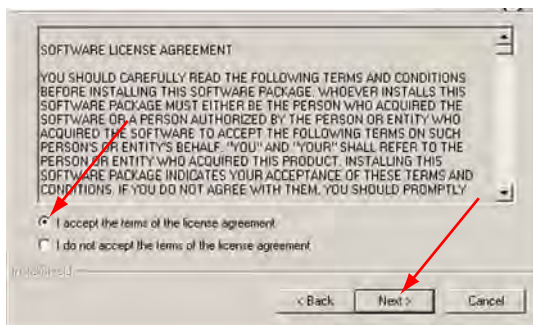 SOFTWARE LICENSE AGREEMENT
YOU SHOULD CAREFULLY READ THE FOLLOWING TERMS AND CONDITIONS
BEFORE INSTALLING THIS SOFTWARE PACKAGE. WHOEVER INSTALLS THIS
SOFTWARE PACKAGE MUST EITHER BE THE PERSON WHO ACQUIRED THE
SOFTWARE OR A PERSON AUTHORIZED BY THE PERSON OR ENTITY WHO
ACQUIRED THE SOFTWARE TO ACCEPT THE FOLLOWING TERMS ON SUCH
PERSON'S OR ENTITY'S BEHALF. "YOU" AND "YOUR" SHALL REFER TO THE
PERSON OR ENTITY WHO ACQUIRED THIS PRODUCT. INSTALLING THIS
SOFTWARE PACKAGE INDICATES YOUR ACCEPTANCE OF THESE TERMS AND
CONDITIONS. IF YOU DO NOT AGREE WITH THEM, YOU SHOULD PROMPTLY
I accept the terms of the license agreement
I do not accept the terms of the license agreement
InstallShield
< Back Next > Cancel